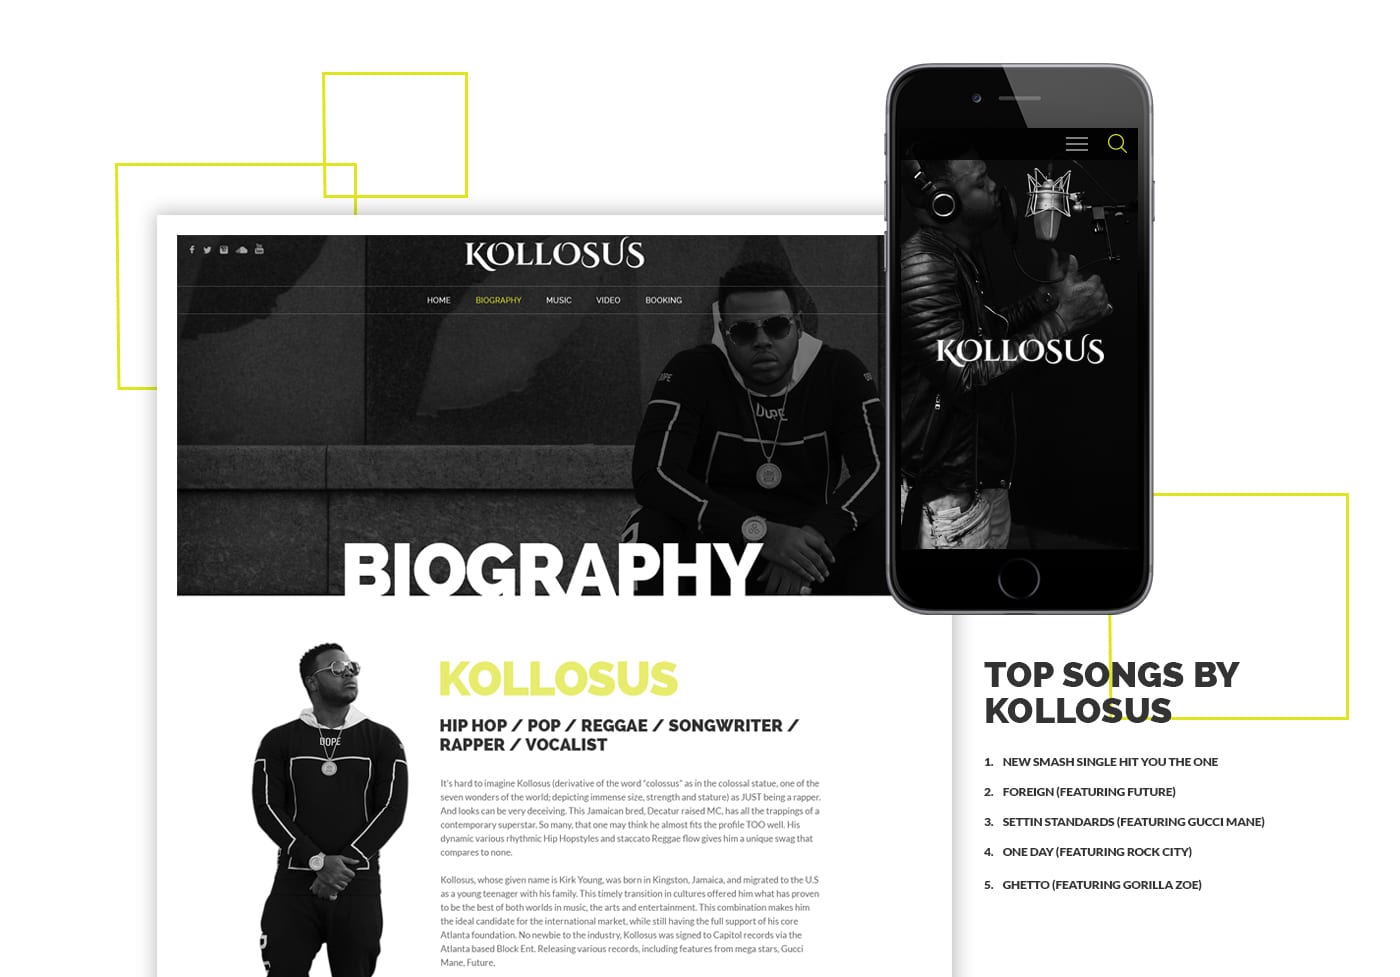 KOLLOSUS
HOME BIOGRAPHY MUSIC VIDEO BOOKING
DOPE
BIOGRAPHY
KOLLOSUS
DOPE
KOLLOSUS
HIP HOP / POP / REGGAE / SONGWRITER /
RAPPER / VOCALIST
It's hard to imagine Kollosus (derivative of the word "colossus" as in the colossal statue, one of the
seven wonders of the world; depicting immense size, strength and stature) as JUST being a rapper.
And looks can be very deceiving. This Jamaican bred, Decatur raised MC, has all the trappings of a
contemporary superstar. So many, that one may think he almost fits the profile TOO well. His
dynamic various rhythmic Hip Hopstyles and staccato Reggae flow gives him a unique swag that
compares to none.
Kollosus, whose given name is Kirk Young, was born in Kingston, Jamaica, and migrated to the U.S
as a young teenager with his family. This timely transition in cultures offered him what has proven
to be the best of both worlds in music, the arts and entertainment. This combination makes him
the ideal candidate for the international market, while still having the full support of his core
Atlanta foundation. No newbie to the industry, Kollosus was signed to Capitol records via the
Atlanta based Block Ent. Releasing various records, including features from mega stars, Gucci
Mane, Future,
TOP SONGS BY
KOLLOSUS
1. NEW SMASH SINGLE HIT YOU THE ONE
2. FOREIGN (FEATURING FUTURE)
3. SETTIN STANDARDS (FEATURING GUCCI MANE)
4. ONE DAY (FEATURING ROCK CITY)
5. GHETTO (FEATURING GORILLA ZOE)